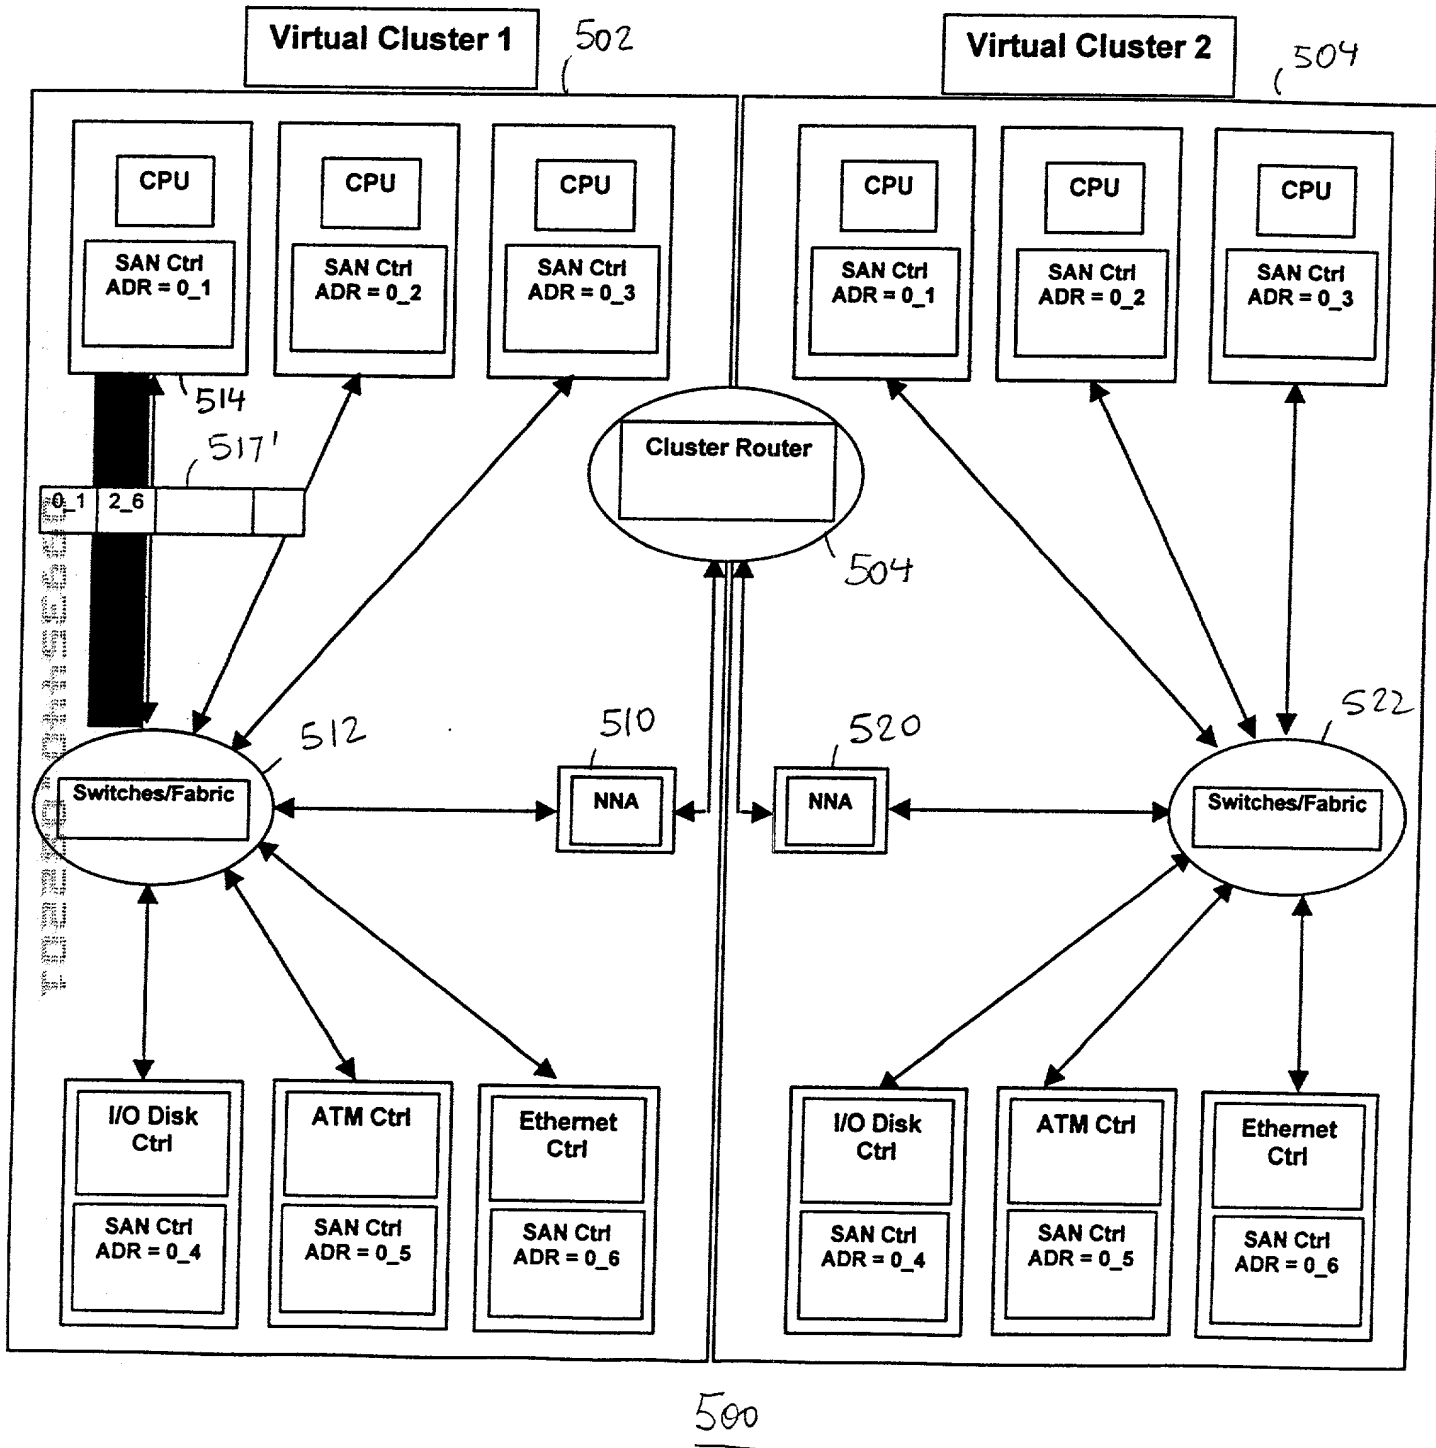 Virtual Cluster 1
502
Virtual Cluster 2
504
CPU
SAN Ctrl
ADR = 0_1
CPU
SAN Ctrl
ADR = 0_2
CPU
SAN Ctrl
ADR = 0_3
CPU
SAN Ctrl
ADR = 0_1
CPU
SAN Ctrl
ADR = 0_2
CPU
SAN Ctrl
ADR = 0_3
514
517'
0_1 2_6
Cluster Router
504
512
Switches/Fabric
510
NNA
520
NNA
522
Switches/Fabric
I/O Disk
Ctrl
SAN Ctrl
ADR = 0_4
ATM Ctrl
SAN Ctrl
ADR = 0_5
Ethernet
Ctrl
SAN Ctrl
ADR = 0_6
I/O Disk
Ctrl
SAN Ctrl
ADR = 0_4
ATM Ctrl
SAN Ctrl
ADR = 0_5
Ethernet
Ctrl
SAN Ctrl
ADR = 0_6
500